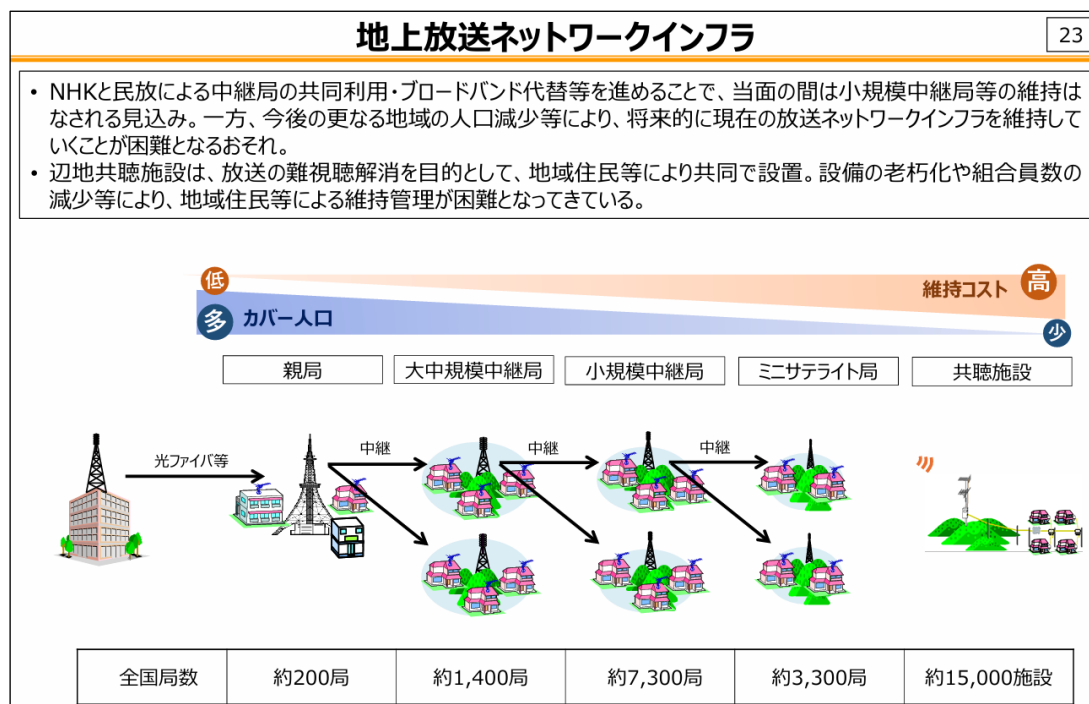 地上放送ネットワークインフラ
23
• NHKと民放による中継局の共同利用・ブロードバンド代替等を進めることで、当面の間は小規模中継局等の維持は
なされる見込み。一方、今後の更なる地域の人口減少等により、将来的に現在の放送ネットワークインフラを維持して
いくことが困難となるおそれ。
• 辺地共聴施設は、放送の難視聴解消を目的として、地域住民等により共同で設置。設備の老朽化や組合員数の
減少等により、地域住民等による維持管理が困難となってきている。
低
維持コスト 高
多 カバー人口
少
親局 大中規模中継局 小規模中継局 ミニサテライト局 共聴施設
光ファイバ等 中継 中継 中継
全国局数 約200局 約1,400局 約7,300局 約3,300局 約15,000施設